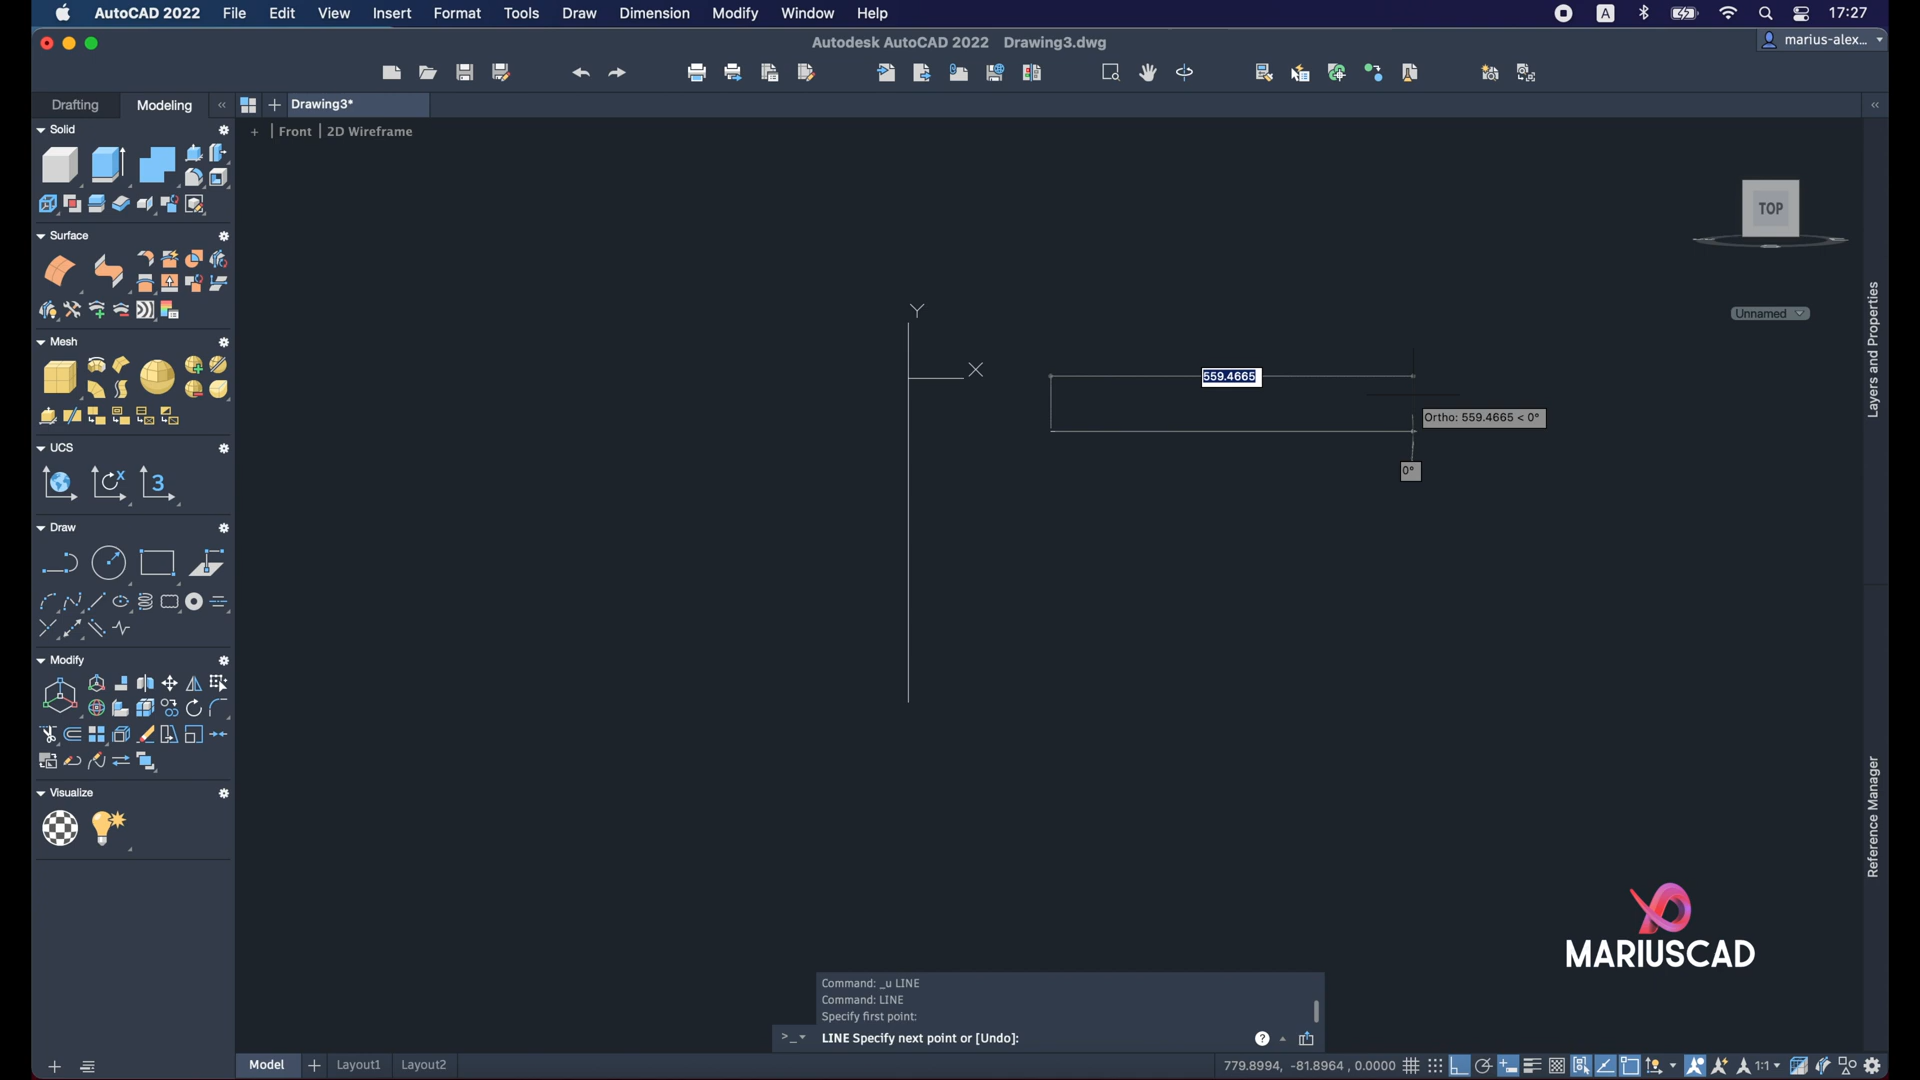 AutoCAD 2022 File Edit View Insert Format Tools Draw Dimension Modify Window Help A 17:27
Autodesk AutoCAD 2022 Drawing3.dwg marius-alex...
Drafting Modeling Drawing3*
Solid
+ Front 2D Wireframe
TOP
Surface
Y
Unnamed
Layers and Properties
Mesh
X
559.4665
Ortho: 559.4665 < 0°
0°
UCS
X
3
Draw
Modify
Visualize
Reference Manager
MARIUSCAD
Command: _u LINE
Command: LINE
Specify first point:
>_ LINE Specify next point or [Undo]: ?
Model Layout1 Layout2 779.8994, -81.8964 , 0.0000 1:1